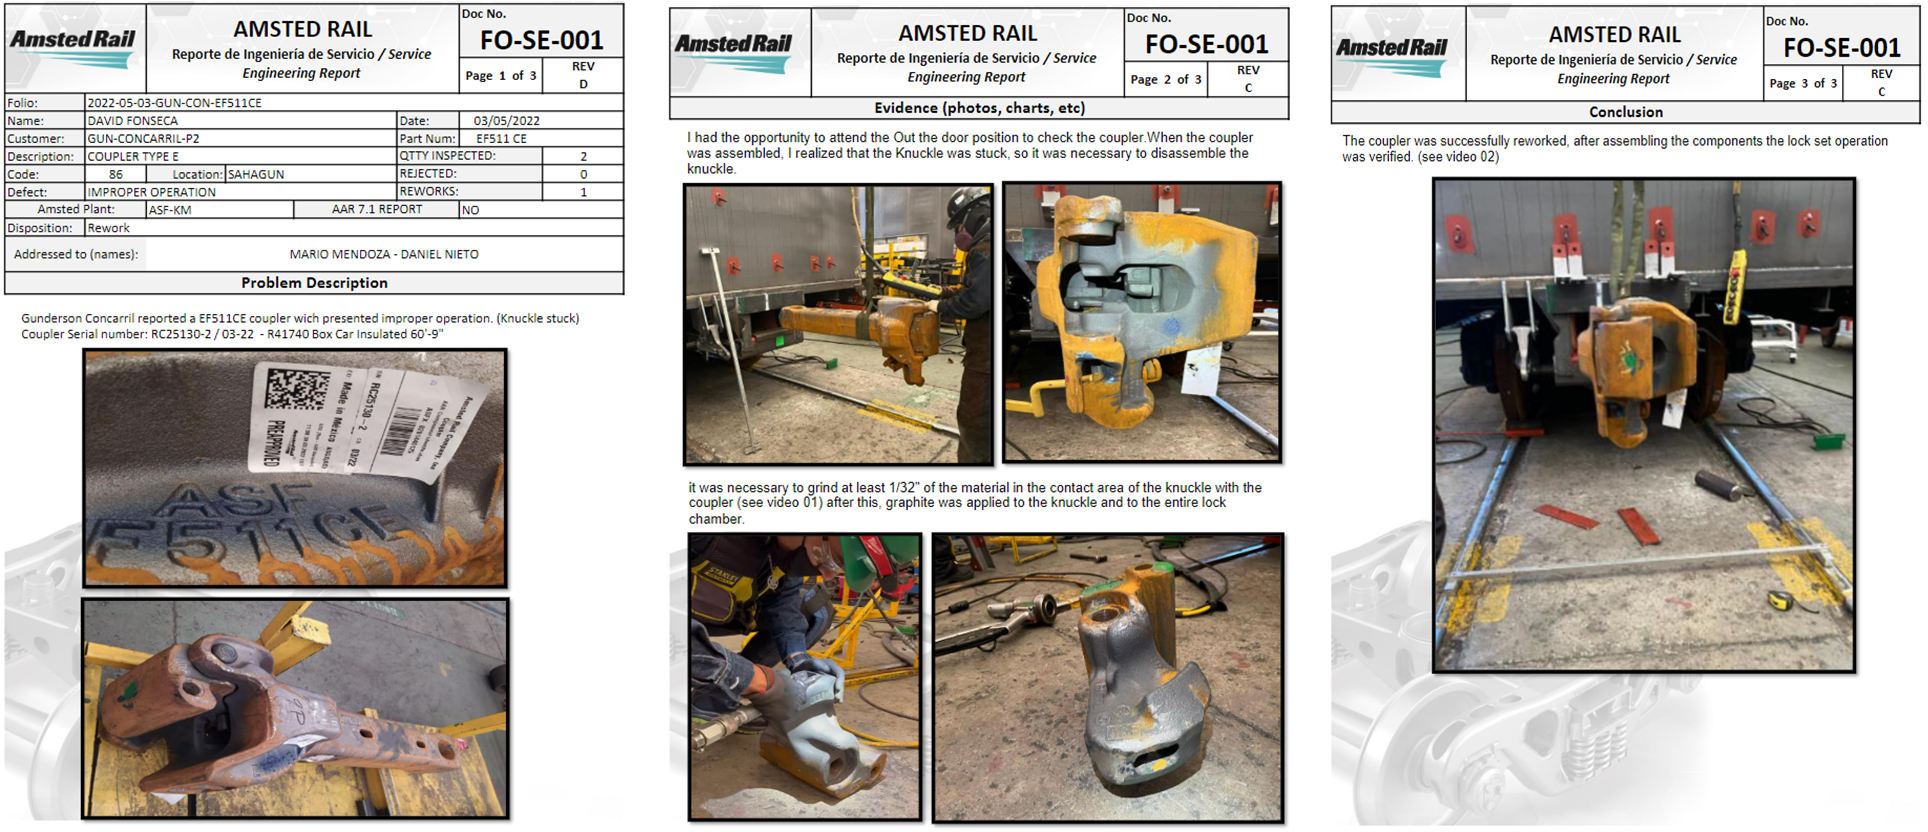 Amsted Rail
AMSTED RAIL
Reporte de Ingeniería de Servicio / Service
Engineering Report
Doc No.
FO-SE-001
Page 1 of 3
REV
D
Folio: 2022-05-03-GUN-CON-EF511CE
Name: DAVID FONSECA Date: 03/05/2022
Customer: GUN-CONCARRIL-P2 Part Num: EF511 CE
Description: COUPLER TYPE E QTTY INSPECTED: 2
Code: 86 Location: SAHAGUN REJECTED: 0
Defect: IMPROPER OPERATION REWORKS: 1
Amsted Plant: ASF-KM AAR 7.1 REPORT NO
Disposition: Rework
Addressed to (names): MARIO MENDOZA - DANIEL NIETO
Problem Description
Gunderson Concarril reported a EF511CE coupler wich presented improper operation. (Knuckle stuck)
Coupler Serial number: RC25130-2 / 03-22 - R41740 Box Car Insulated 60'-9"
Amsted Rail Company, Inc
RC25130-2
03/22
Made in Mexico
PREAPPROVED
ASF
F511CE
Amsted Rail
AMSTED RAIL
Reporte de Ingeniería de Servicio / Service
Engineering Report
Doc No.
FO-SE-001
Page 2 of 3
REV
C
Evidence (photos, charts, etc)
I had the opportunity to attend the Out the door position to check the coupler.When the coupler
was assembled, I realized that the Knuckle was stuck, so it was necessary to disassemble the
knuckle.
it was necessary to grind at least 1/32" of the material in the contact area of the knuckle with the
coupler (see video 01) after this, graphite was applied to the knuckle and to the entire lock
chamber.
STANLEY
Amsted Rail
AMSTED RAIL
Reporte de Ingeniería de Servicio / Service
Engineering Report
Doc No.
FO-SE-001
Page 3 of 3
REV
C
Conclusion
The coupler was successfully reworked, after assembling the components the lock set operation
was verified. (see video 02)